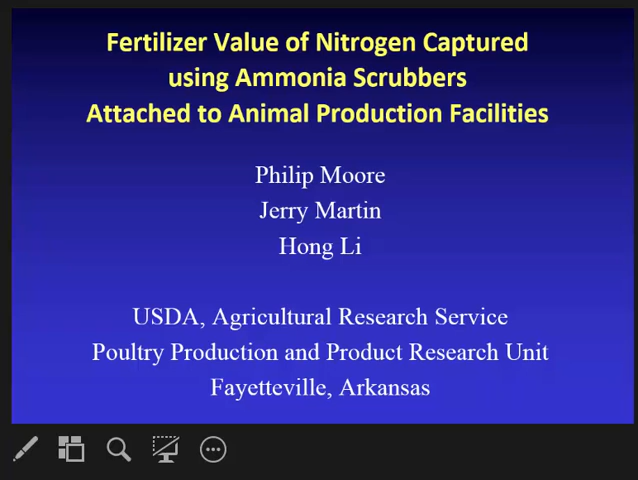 Fertilizer Value of Nitrogen Captured
using Ammonia Scrubbers
Attached to Animal Production Facilities
Philip Moore
Jerry Martin
Hong Li
USDA, Agricultural Research Service
Poultry Production and Product Research Unit
Fayetteville, Arkansas